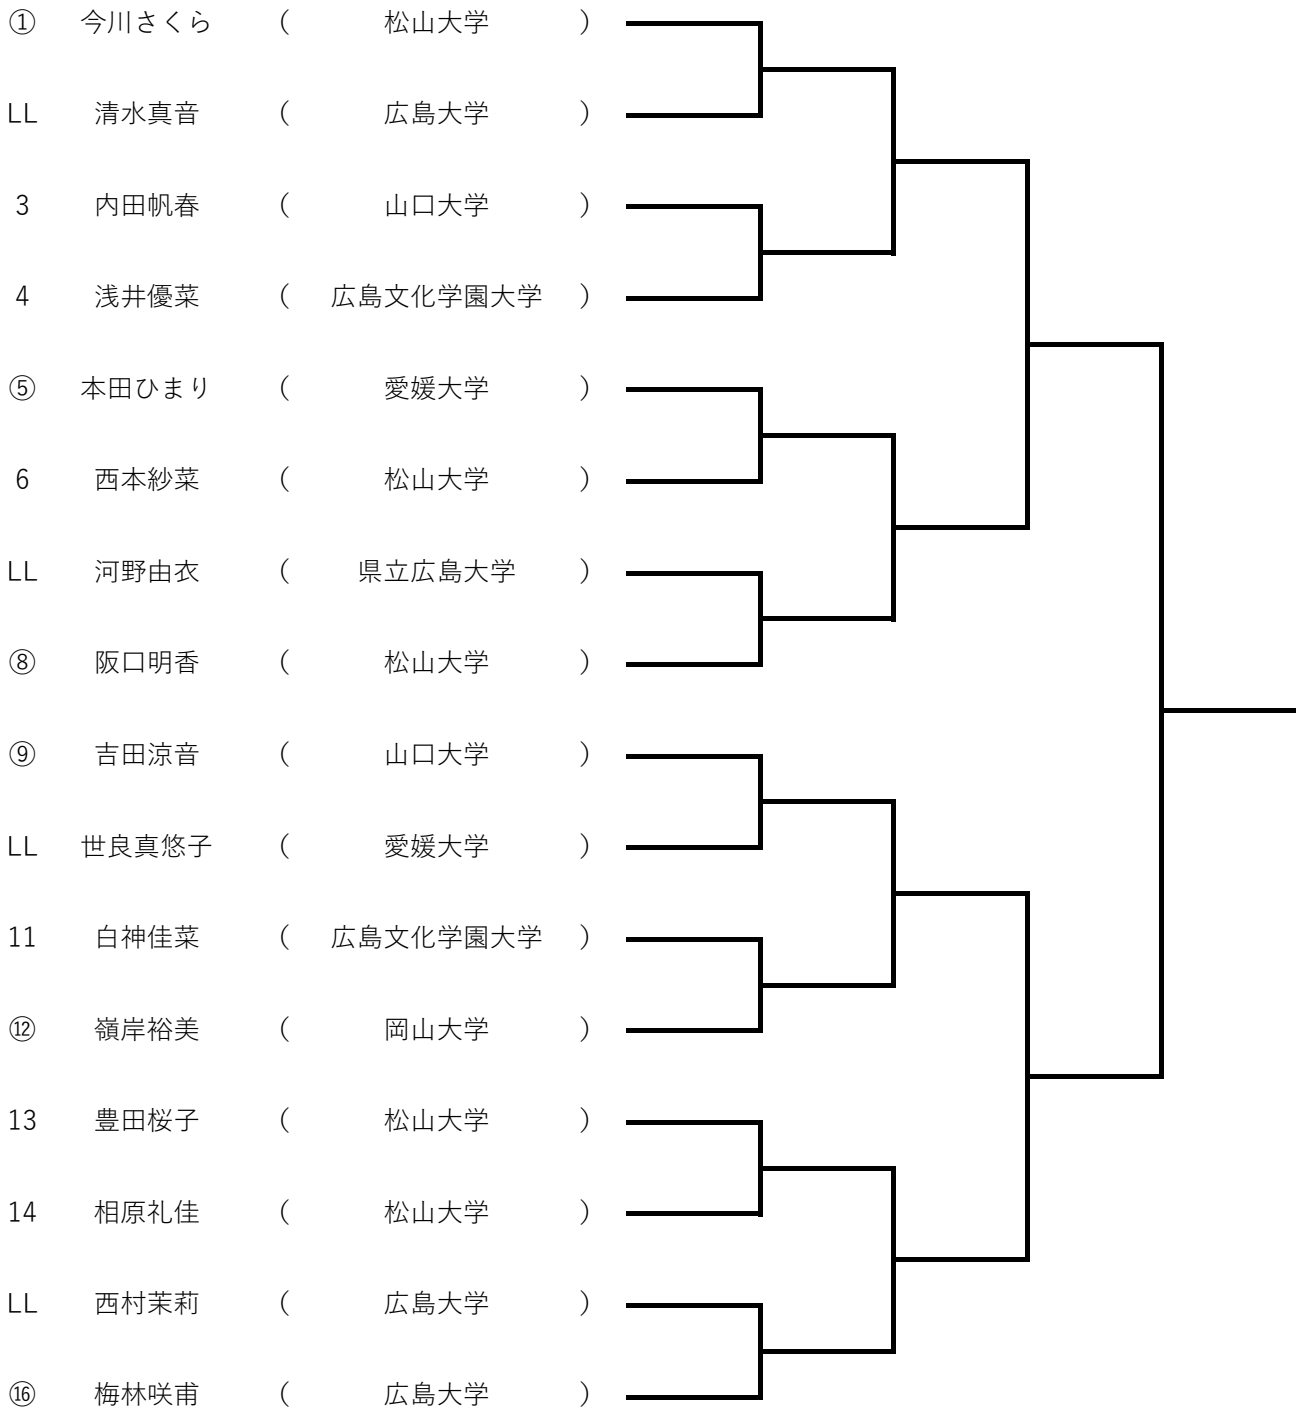 ① 今川さくら ( 松山大学 )
LL 清水真音 ( 広島大学 )
3 内田帆春 ( 山口大学 )
4 浅井優菜 ( 広島文化学園大学 )
⑤ 本田ひまり ( 愛媛大学 )
6 西本紗菜 ( 松山大学 )
LL 河野由衣 ( 県立広島大学 )
⑧ 阪口明香 ( 松山大学 )
⑨ 吉田涼音 ( 山口大学 )
LL 世良真悠子 ( 愛媛大学 )
11 白神佳菜 ( 広島文化学園大学 )
⑫ 嶺岸裕美 ( 岡山大学 )
13 豊田桜子 ( 松山大学 )
14 相原礼佳 ( 松山大学 )
LL 西村茉莉 ( 広島大学 )
⑯ 梅林咲甫 ( 広島大学 )